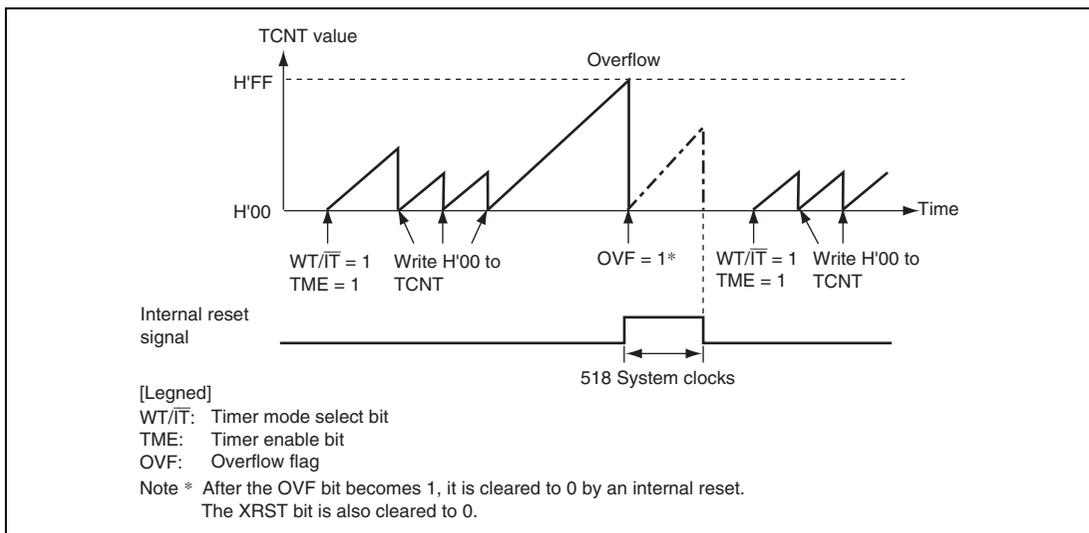 TCNT value
Overflow
H'FF
H'00
Time
WT/I̅T̅ = 1
TME = 1
Write H'00 to
TCNT
OVF = 1*
WT/I̅T̅ = 1
TME = 1
Write H'00 to
TCNT
Internal reset
signal
518 System clocks
[Legned]
WT/I̅T̅: Timer mode select bit
TME: Timer enable bit
OVF: Overflow flag
Note * After the OVF bit becomes 1, it is cleared to 0 by an internal reset.
The XRST bit is also cleared to 0.